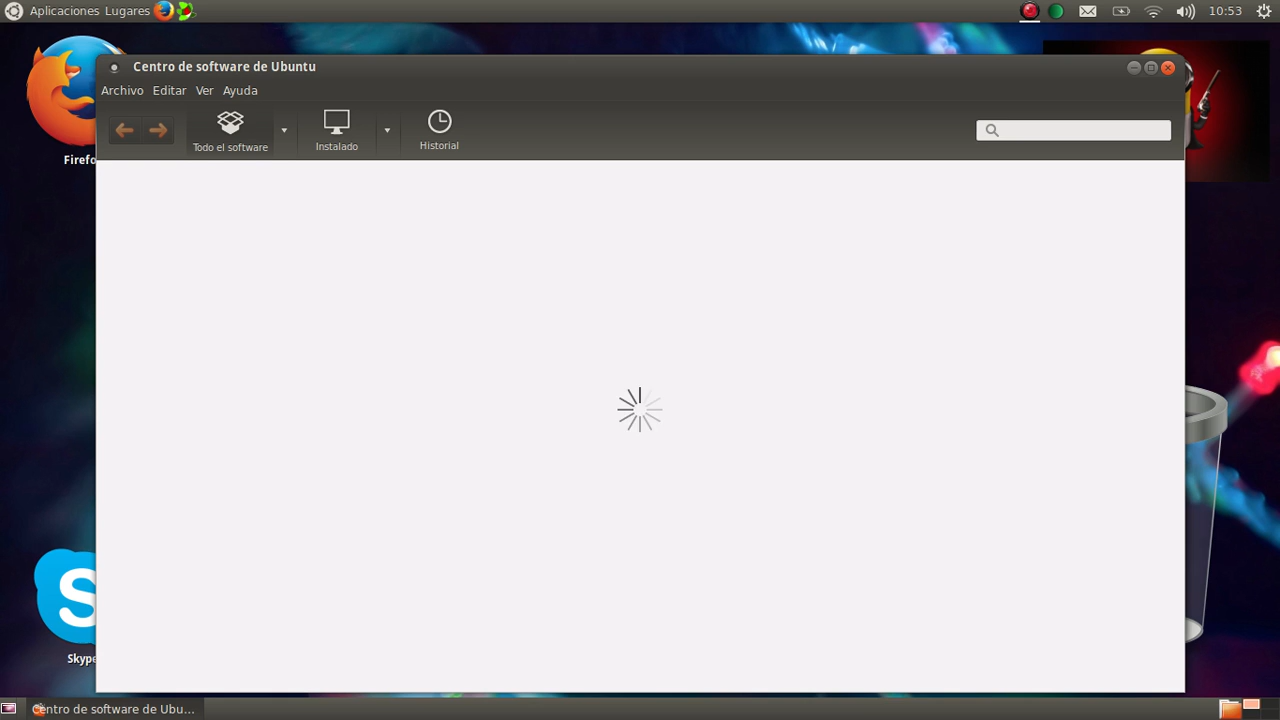 Aplicaciones Lugares 10:53
Centro de software de Ubuntu
Archivo Editar Ver Ayuda
Todo el software Instalado Historial
Firefo
Skype
Centro de software de Ubu...